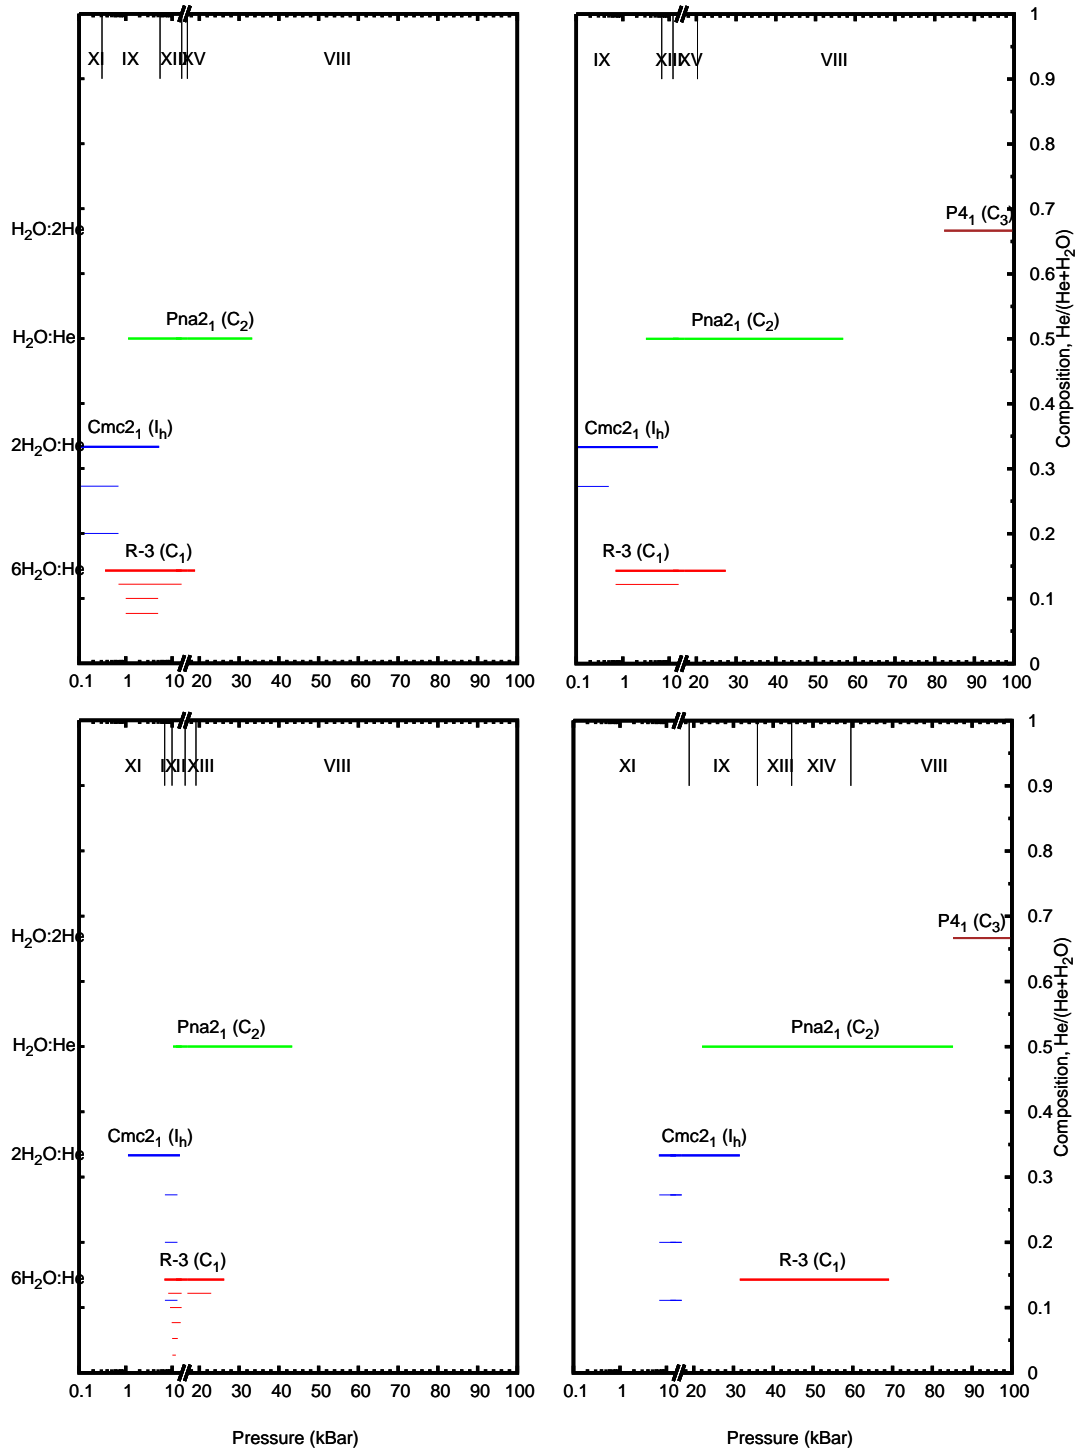 XI IX XIII XV VIII
IX XIII XV VIII
1
0.9
0.8
0.7
0.6
0.5
0.4
0.3
0.2
0.1
0
H2O:2He
H2O:He
2H2O:He
6H2O:He
Pna21 (C2)
Cmc21 (Ih)
R-3 (C1)
P41 (C3)
Pna21 (C2)
Cmc21 (Ih)
R-3 (C1)
Composition, He/(He+H2O)
0.1 1 10 20 30 40 50 60 70 80 90 100
0.1 1 10 20 30 40 50 60 70 80 90 100
XI IX II XIII VIII
XI IX XIII XIV VIII
1
0.9
0.8
0.7
0.6
0.5
0.4
0.3
0.2
0.1
0
H2O:2He
H2O:He
2H2O:He
6H2O:He
Pna21 (C2)
Cmc21 (Ih)
R-3 (C1)
P41 (C3)
Pna21 (C2)
Cmc21 (Ih)
R-3 (C1)
Composition, He/(He+H2O)
0.1 1 10 20 30 40 50 60 70 80 90 100
0.1 1 10 20 30 40 50 60 70 80 90 100
Pressure (kBar)
Pressure (kBar)